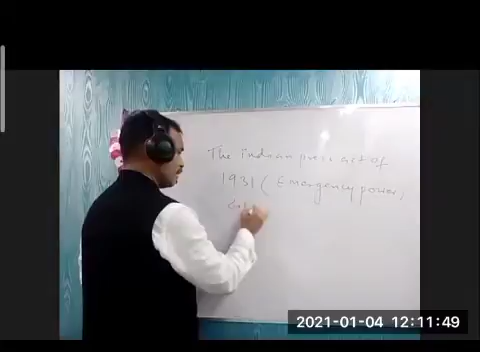 The indian press act of
1931 ( Emergency power,
2021-01-04 12:11:49